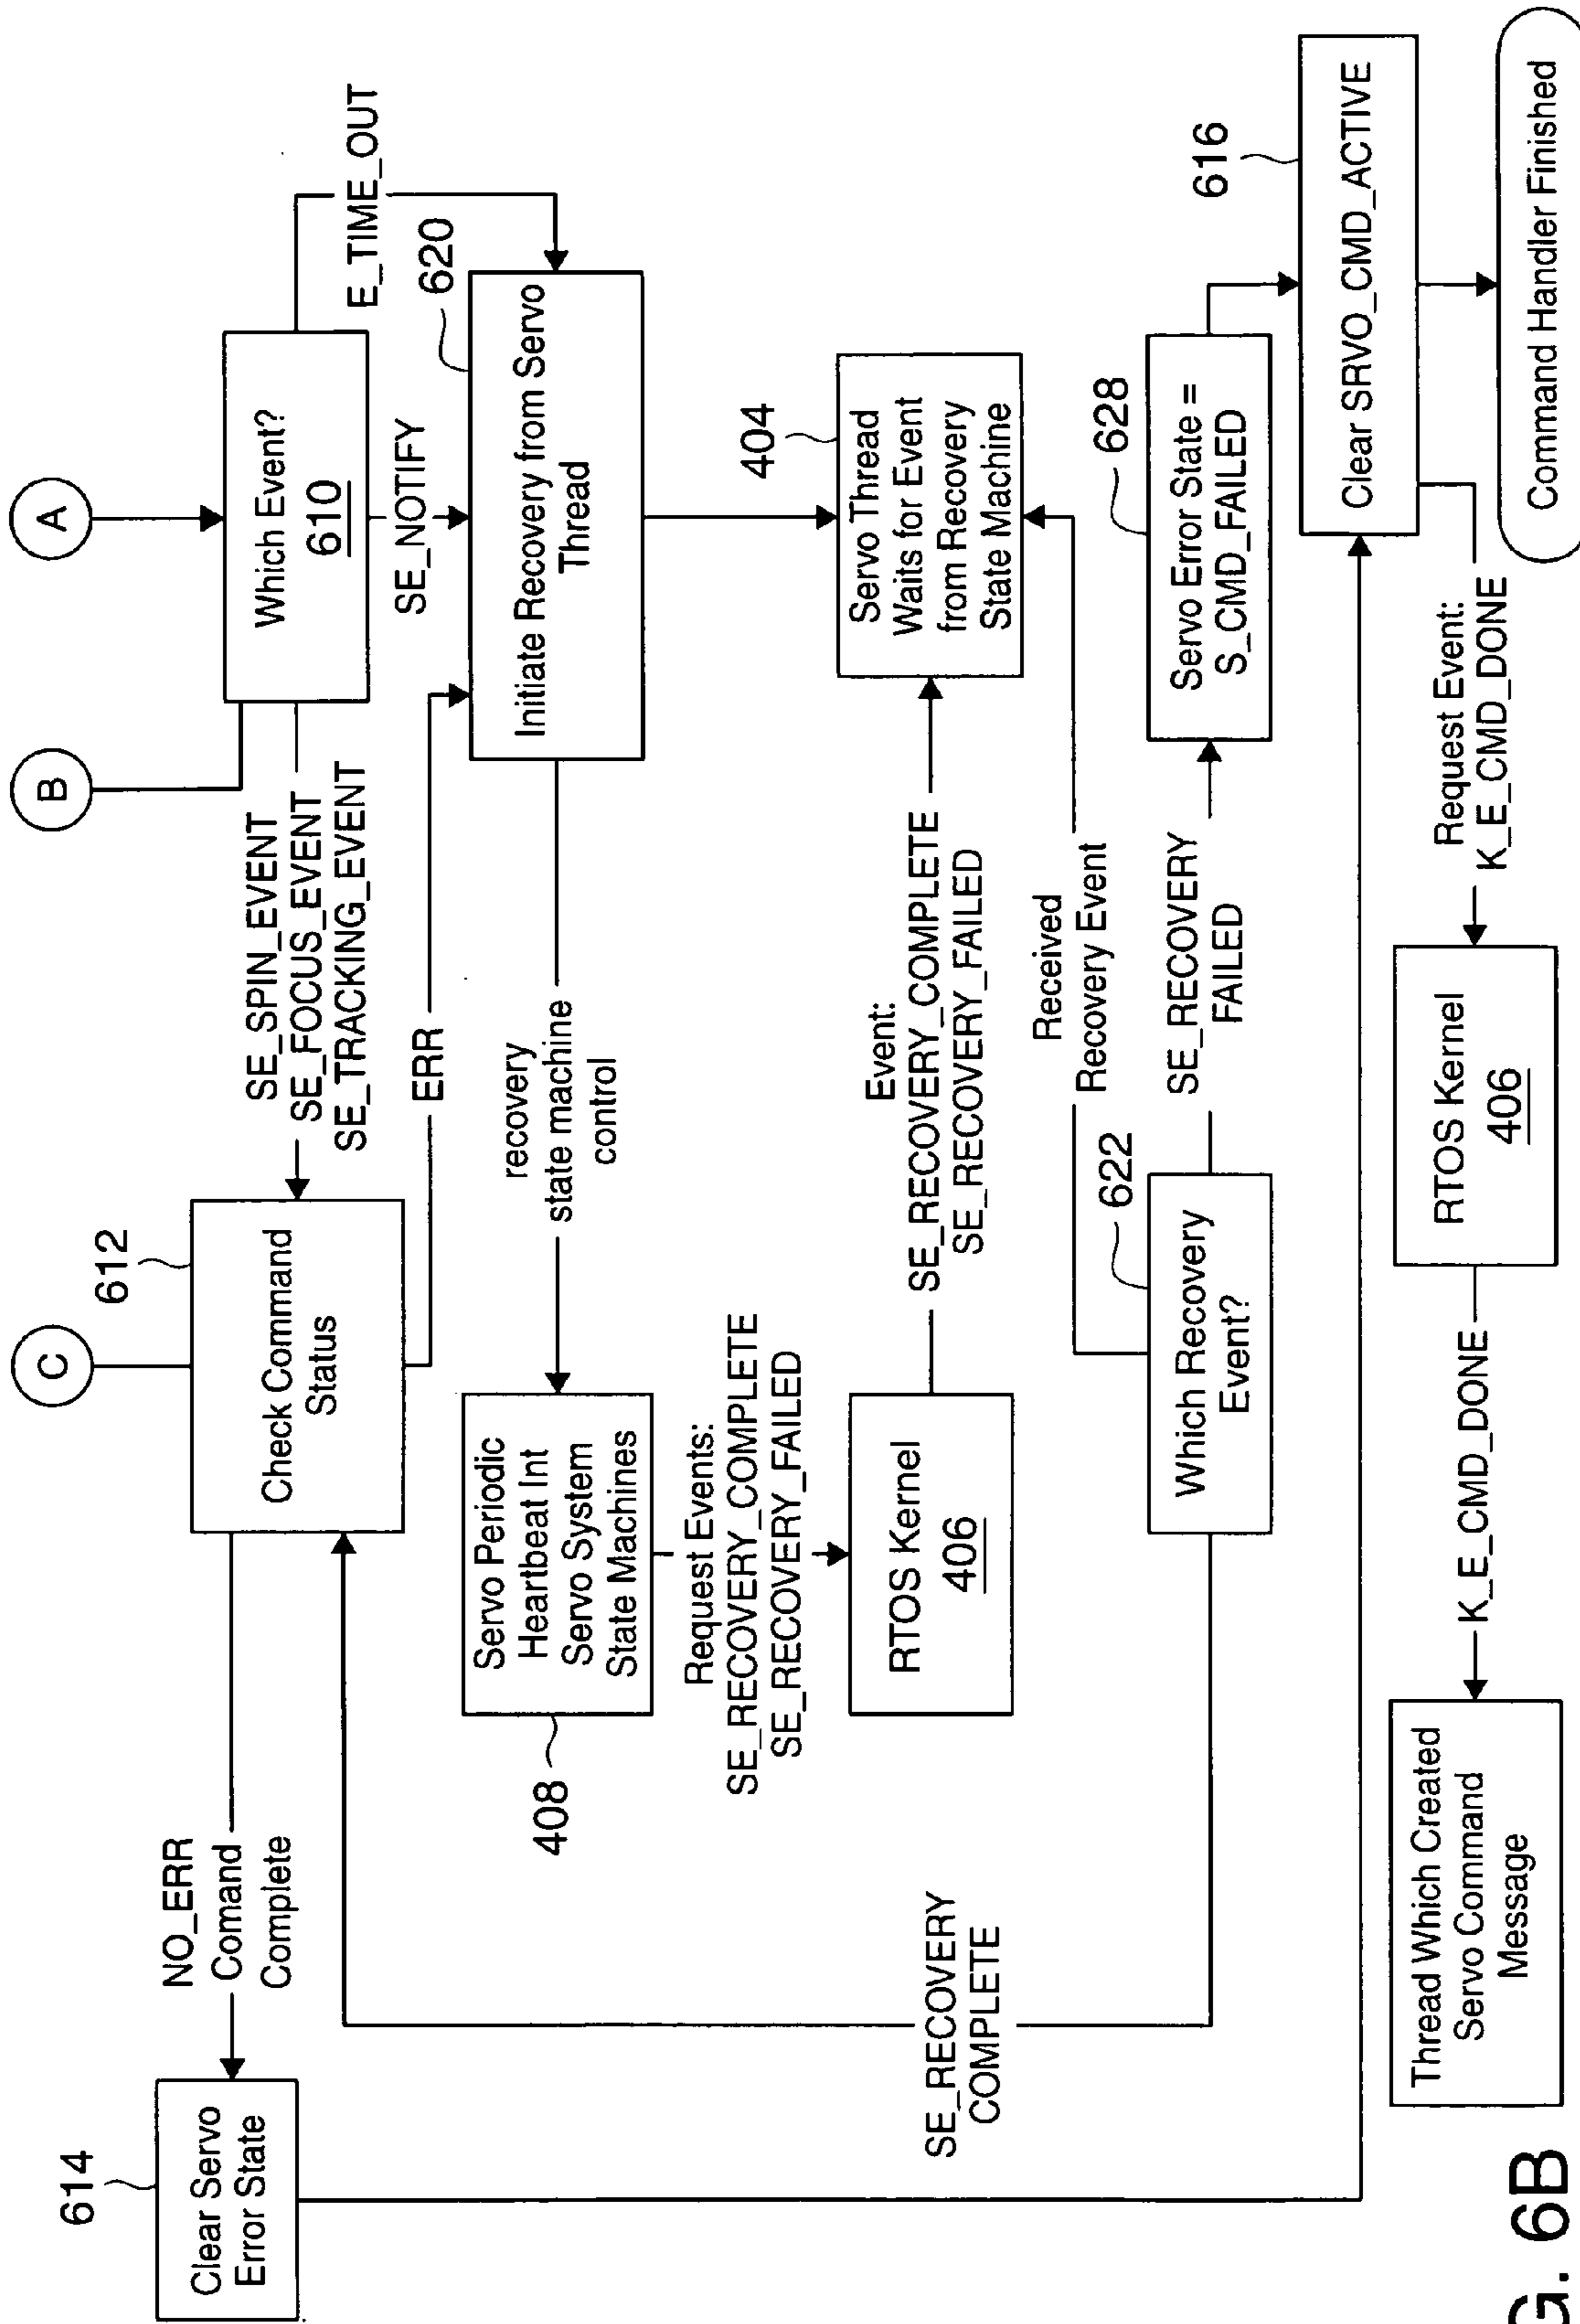 C
B
A
614
Clear Servo
Error State
NO_ERR
Comand
Complete
612
Check Command
Status
SE_SPIN_EVENT
SE_FOCUS_EVENT
SE_TRACKING_EVENT
Which Event?
610
E_TIME_OUT
SE_NOTIFY
ERR
620
Initiate Recovery from Servo
Thread
recovery
state machine
control
408
Servo Periodic
Heartbeat Int
Servo System
State Machines
Request Events:
SE_RECOVERY_COMPLETE
SE_RECOVERY_FAILED
RTOS Kernel
406
Event:
SE_RECOVERY_COMPLETE
SE_RECOVERY_FAILED
404
Servo Thread
Waits for Event
from Recovery
State Machine
Received
Recovery Event
622
Which Recovery
Event?
SE_RECOVERY
COMPLETE
SE_RECOVERY
FAILED
628
Servo Error State =
S_CMD_FAILED
616
Clear SRVO_CMD_ACTIVE
Request Event:
K_E_CMD_DONE
RTOS Kernel
406
K_E_CMD_DONE
Thread Which Created
Servo Command
Message
Command Handler Finished
G. 6B